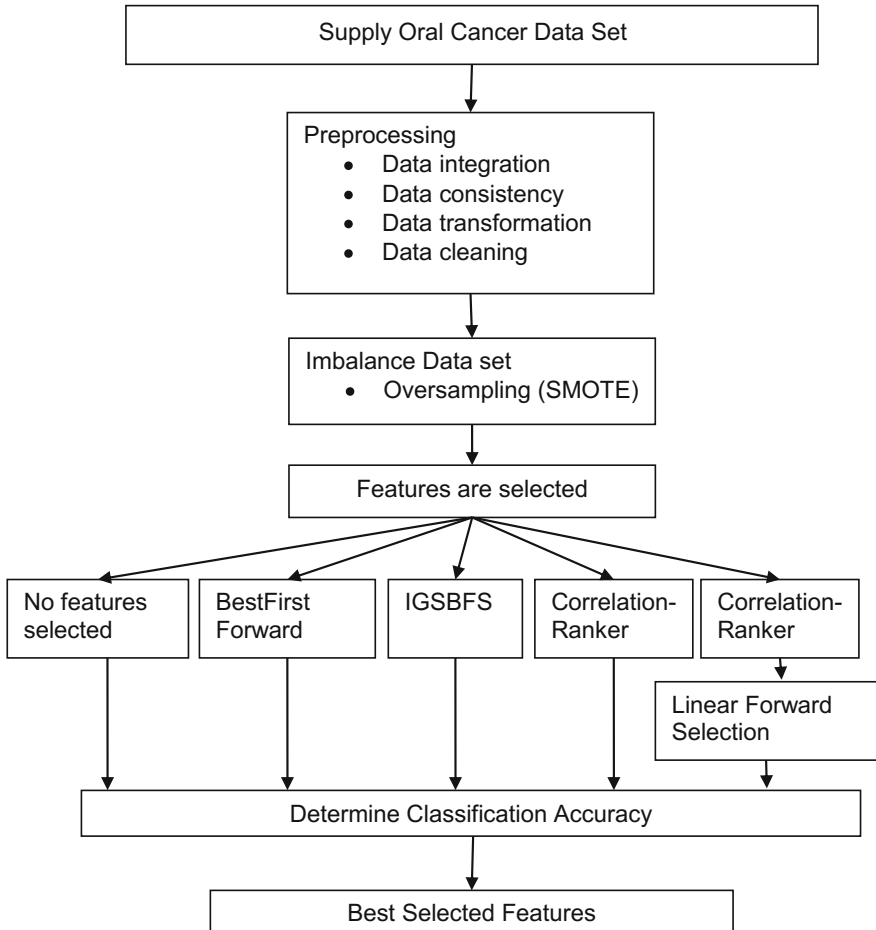 Supply Oral Cancer Data Set
Preprocessing
• Data integration
• Data consistency
• Data transformation
• Data cleaning
Imbalance Data set
• Oversampling (SMOTE)
Features are selected
No features
selected
BestFirst
Forward
IGSBFS
Correlation-
Ranker
Correlation-
Ranker
Linear Forward
Selection
Determine Classification Accuracy
Best Selected Features